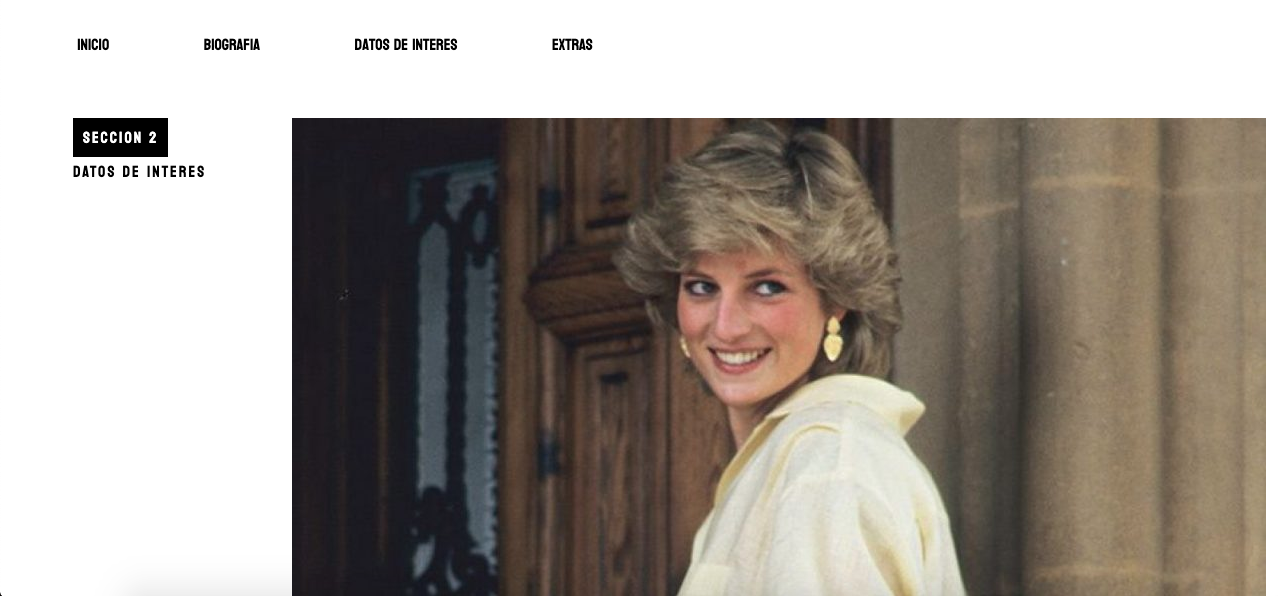 INICIO BIOGRAFIA DATOS DE INTERES EXTRAS
SECCION 2
DATOS DE INTERES